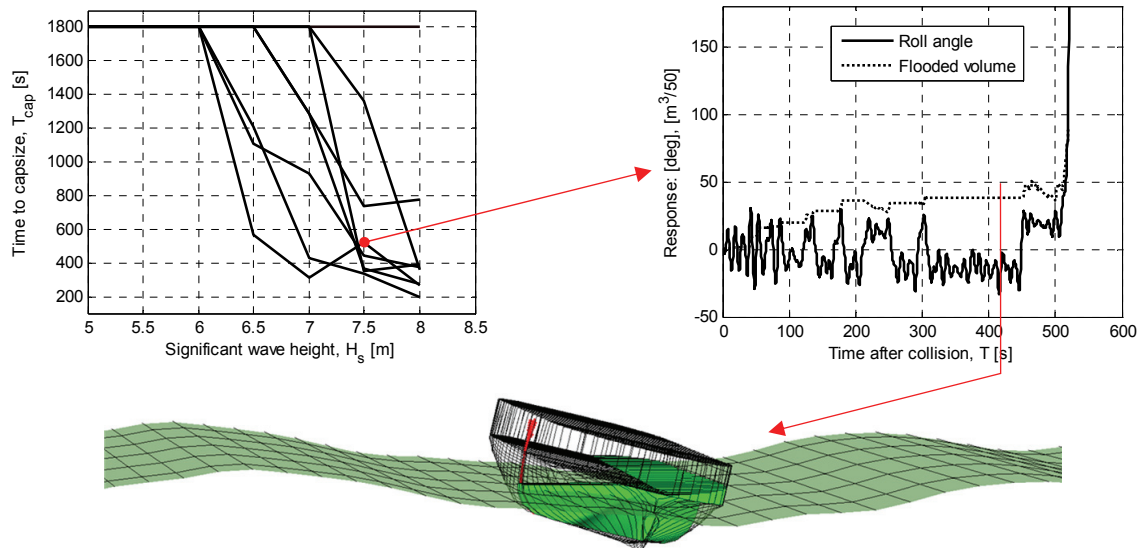 1800
1600
1400
1200
1000
800
600
400
200
Time to capsize, T_cap [s]
5 5.5 6 6.5 7 7.5 8 8.5
Significant wave height, H_s [m]
150
100
50
0
-50
Response: [deg], [m^3/50]
Roll angle
Flooded volume
0 100 200 300 400 500 600
Time after collision, T [s]